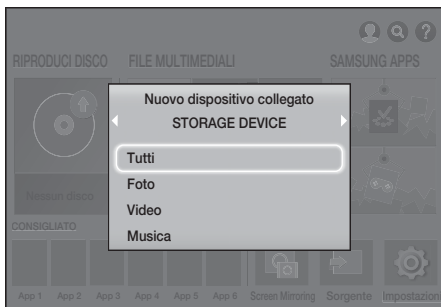 RIPRODUCI DISCO FILE MULTIMEDIALI SAMSUNG APPS
Nuovo dispositivo collegato
STORAGE DEVICE
Tutti
Foto
Video
Musica
Nessun disco
CONSIGLIATO
App 1 App 2 App 3 App 4 App 5 App 6 Screen Mirroring Sorgente Impostazioni